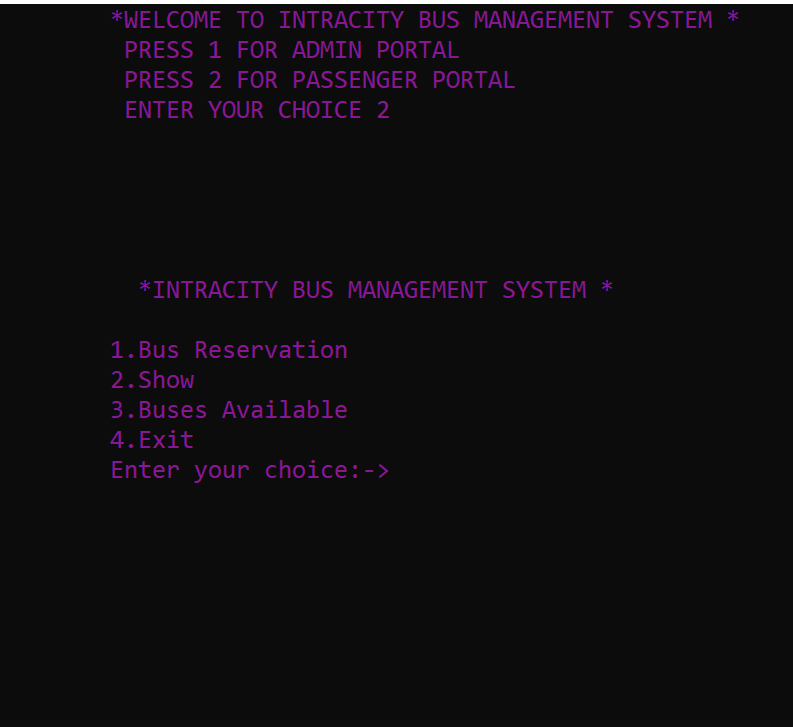 *WELCOME TO INTRACITY BUS MANAGEMENT SYSTEM *
PRESS 1 FOR ADMIN PORTAL
PRESS 2 FOR PASSENGER PORTAL
ENTER YOUR CHOICE 2
*INTRACITY BUS MANAGEMENT SYSTEM *
1.Bus Reservation
2.Show
3.Buses Available
4.Exit
Enter your choice:->